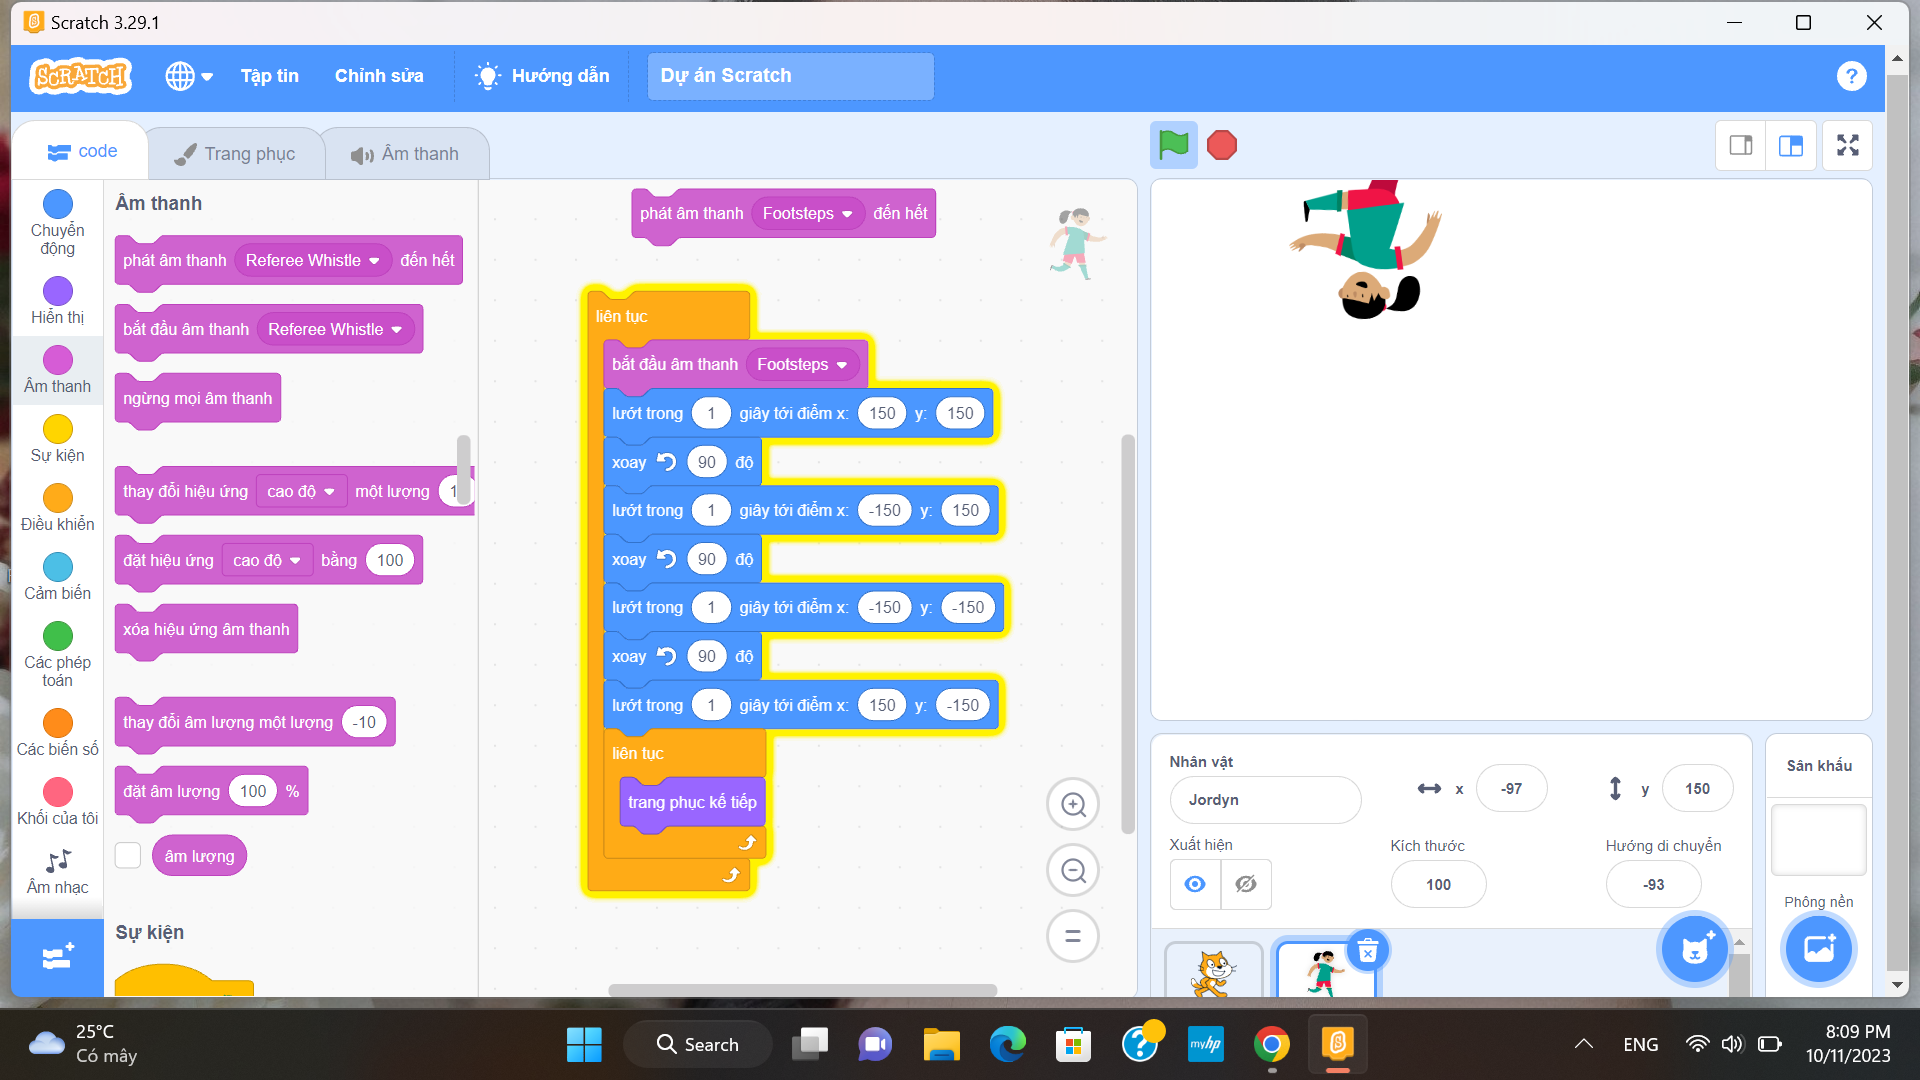 Scratch 3.29.1
SCRATCH
Tập tin
Chỉnh sửa
Hướng dẫn
Dự án Scratch
?
code
Trang phục
Âm thanh
Chuyển động
Hiển thị
Âm thanh
Sự kiện
Điều khiển
Cảm biến
Các phép toán
Các biến số
Khối của tôi
Âm nhạc
Âm thanh
phát âm thanh Referee Whistle đến hết
bắt đầu âm thanh Referee Whistle
ngừng mọi âm thanh
thay đổi hiệu ứng cao độ một lượng
đặt hiệu ứng cao độ bằng 100
xóa hiệu ứng âm thanh
thay đổi âm lượng một lượng -10
đặt âm lượng 100 %
âm lượng
Sự kiện
phát âm thanh Footsteps đến hết
liên tục
bắt đầu âm thanh Footsteps
lướt trong 1 giây tới điểm x: 150 y: 150
xoay 90 độ
lướt trong 1 giây tới điểm x: -150 y: 150
xoay 90 độ
lướt trong 1 giây tới điểm x: -150 y: -150
xoay 90 độ
lướt trong 1 giây tới điểm x: 150 y: -150
liên tục
trang phục kế tiếp
Nhân vật
Jordyn
x -97
y 150
Xuất hiện
Kích thước
100
Hướng di chuyển
-93
Sân khấu
Phông nền
25°C
Có mây
Search
myhp
ENG
8:09 PM
10/11/2023